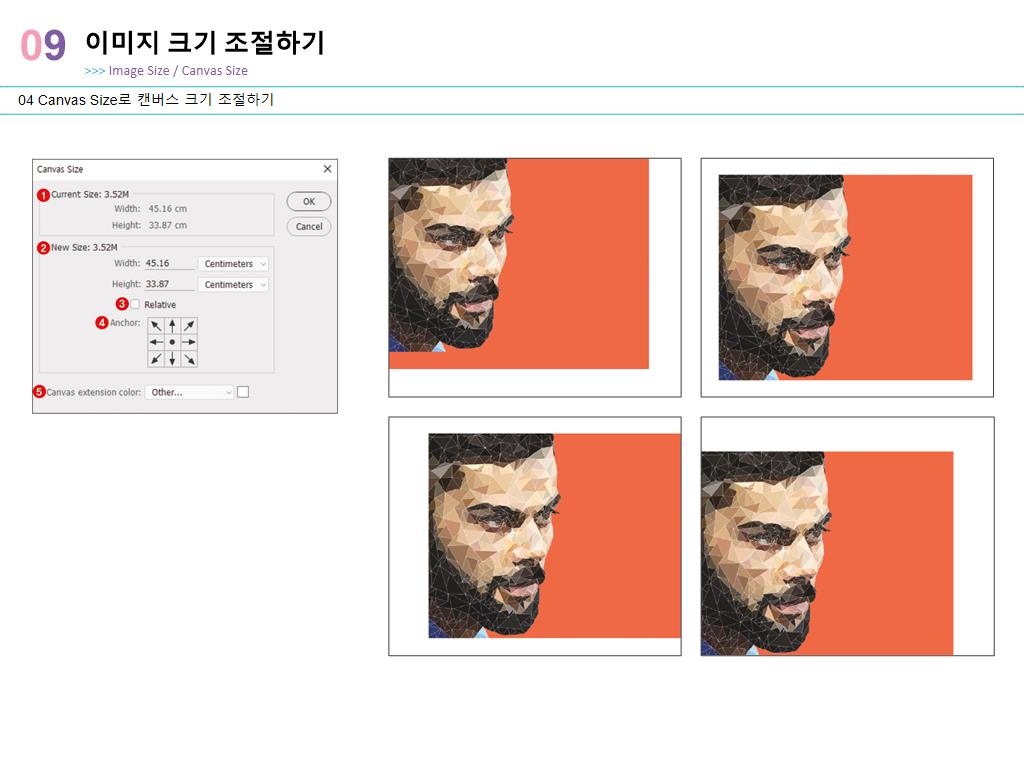 09 이미지 크기 조절하기
>>> Image Size / Canvas Size
04 Canvas Size로 캔버스 크기 조절하기
Canvas Size
1 Current Size: 3.52M
Width: 45.16 cm
Height: 33.87 cm
OK
Cancel
2 New Size: 3.52M
Width: 45.16 Centimeters
Height: 33.87 Centimeters
3 Relative
4 Anchor:
5 Canvas extension color: Other...